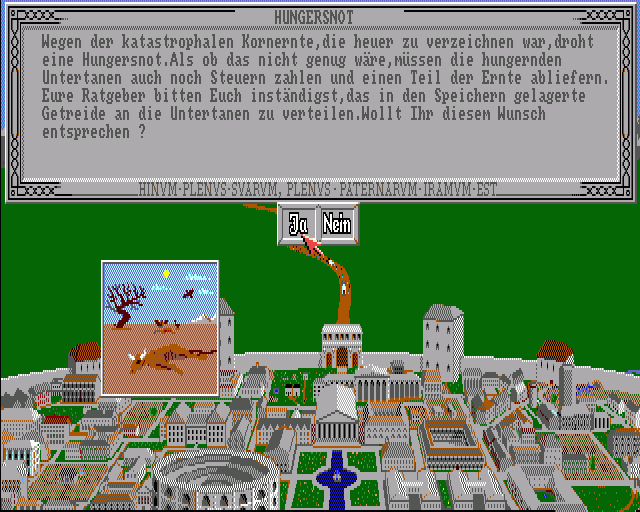 HUNGERSNOT
Wegen der katastrophalen Kornernte,die heuer zu verzeichnen war,droht
eine Hungersnot.Als ob das nicht genug wäre,müssen die hungernden
Untertanen auch noch Steuern zahlen und einen Teil der Ernte abliefern.
Eure Ratgeber bitten Euch inständigst,das in den Speichern gelagerte
Getreide an die Untertanen zu verteilen.Wollt Ihr diesem Wunsch
entsprechen ?
HINVM·PLENVS·SVARVM, PLENVS·PATERNARVM·IRAMVM·EST
Ja Nein